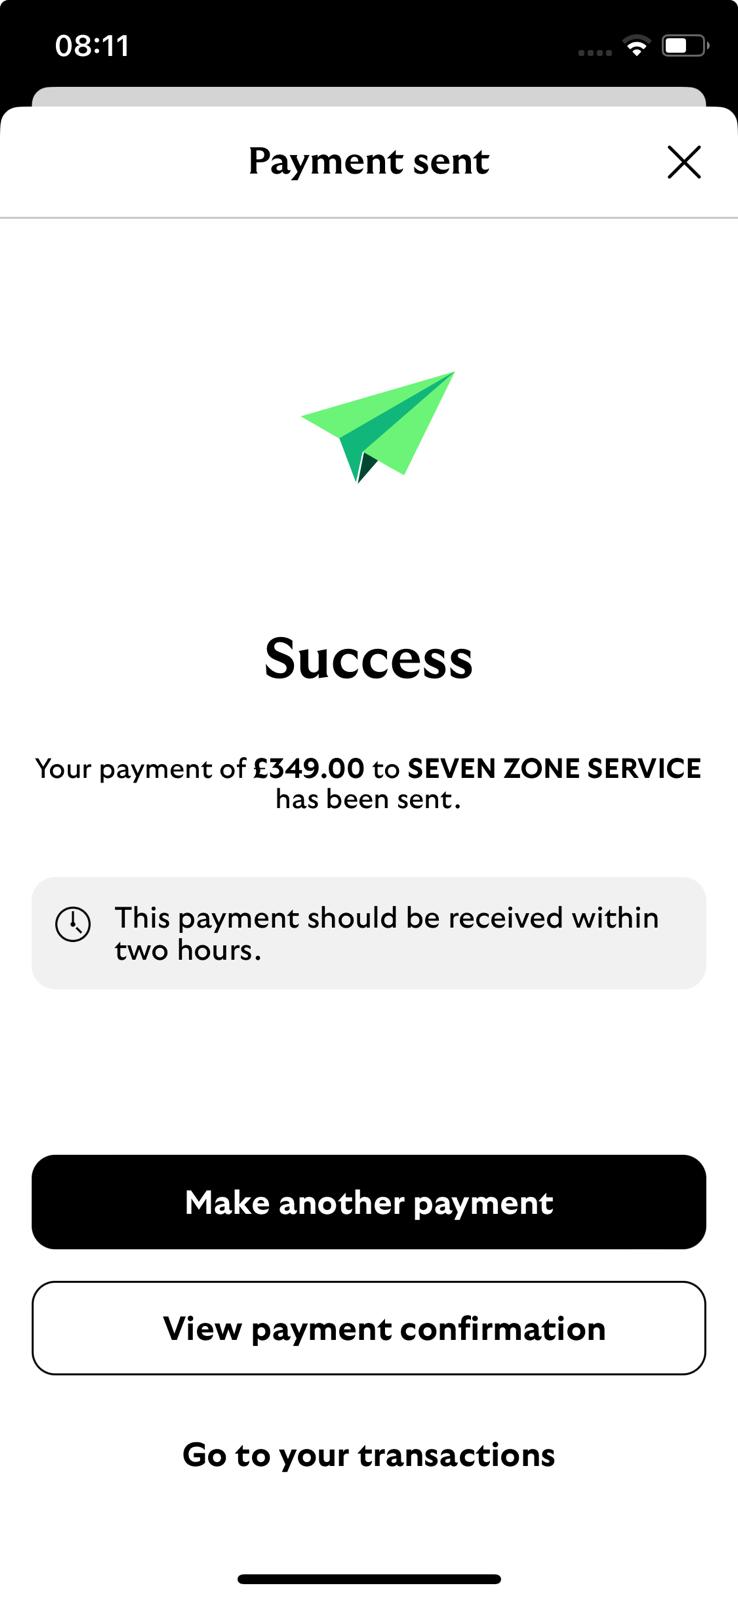 08:11
Payment sent
Success
Your payment of £349.00 to SEVEN ZONE SERVICE
has been sent.
This payment should be received within
two hours.
Make another payment
View payment confirmation
Go to your transactions